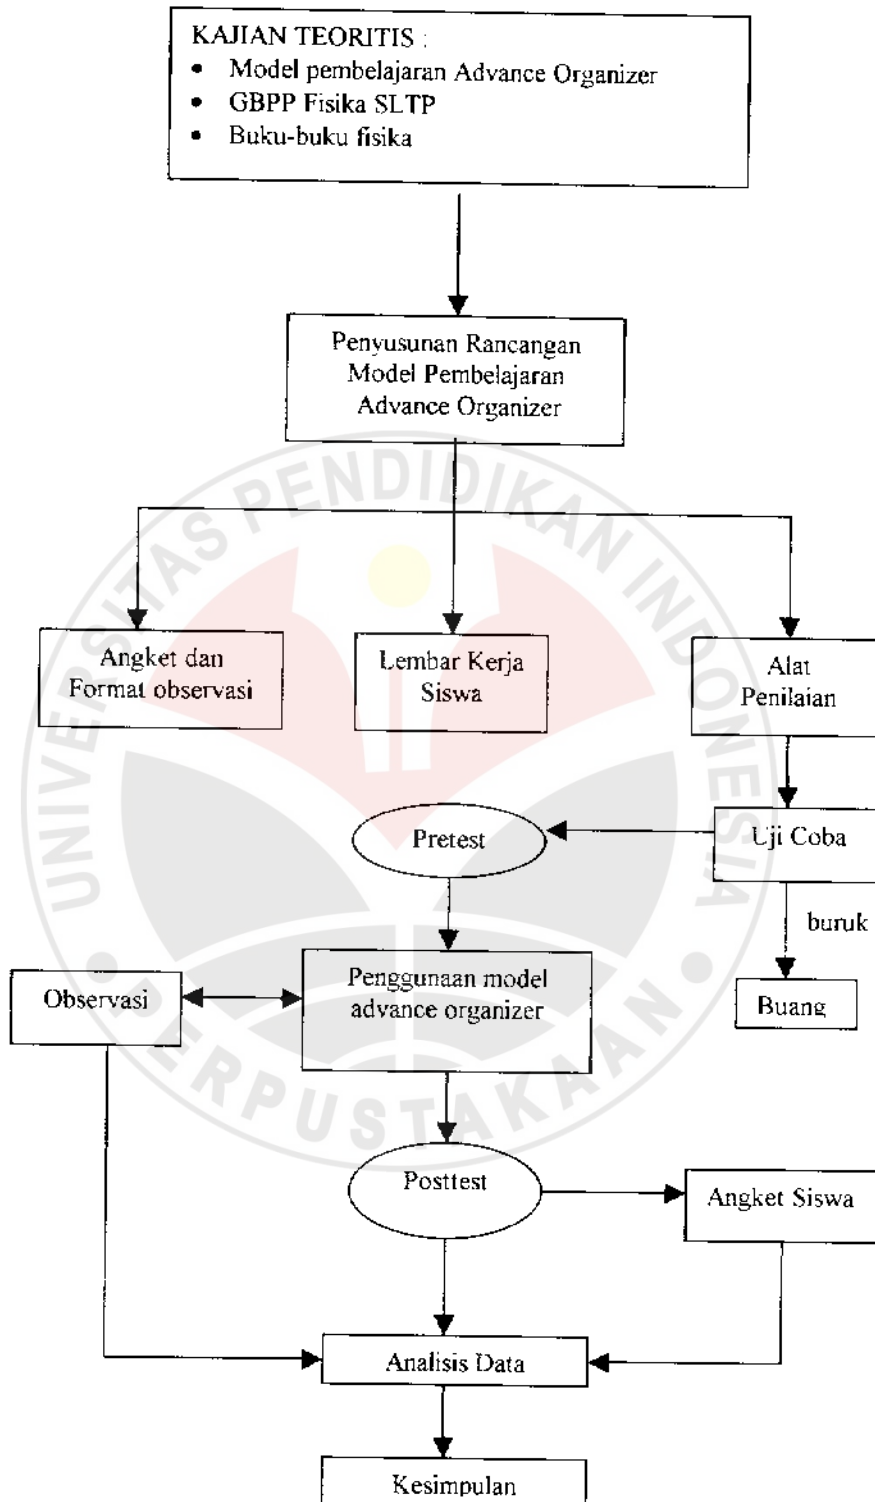 KAJIAN TEORITIS :
• Model pembelajaran Advance Organizer
• GBPP Fisika SLTP
• Buku-buku fisika
Penyusunan Rancangan
Model Pembelajaran
Advance Organizer
Angket dan
Format observasi
Lembar Kerja
Siswa
Alat
Penilaian
Pretest
Uji Coba
buruk
Buang
Observasi
Penggunaan model
advance organizer
Posttest
Angket Siswa
Analisis Data
Kesimpulan
UNIVERSITAS PENDIDIKAN INDONESIA
PERPUSTAKAAN